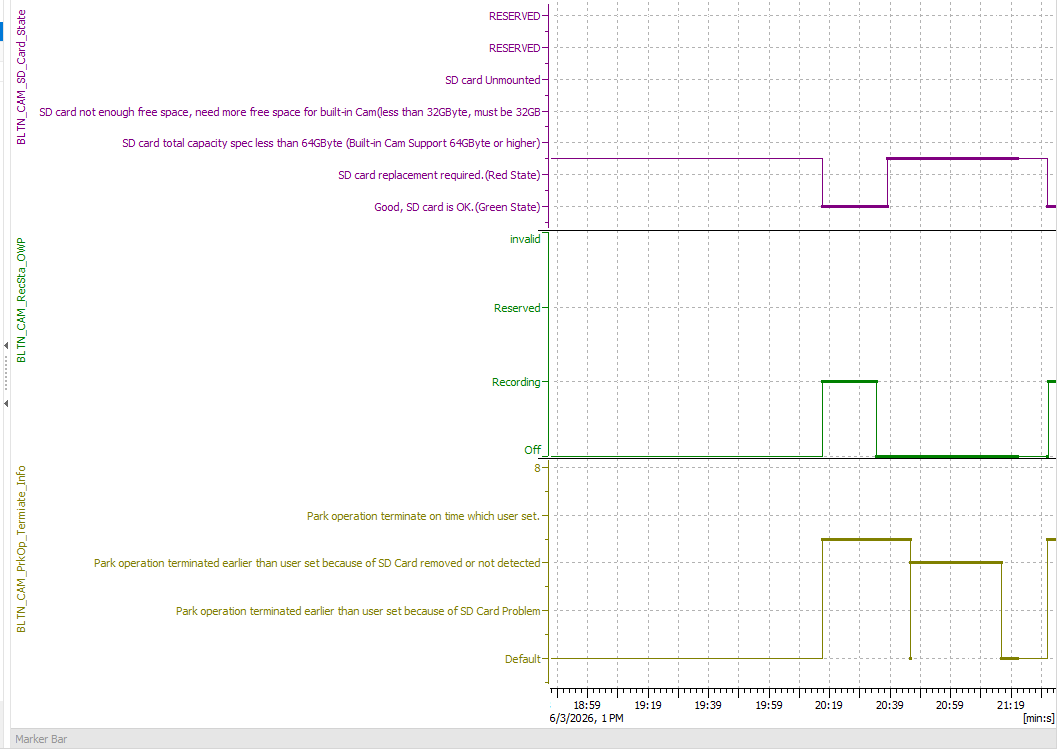 BLTN_CAM_SD_Card_State
RESERVED
RESERVED
SD card Unmounted
SD card not enough free space, need more free space for built-in Cam(less than 32GByte, must be 32GB
SD card total capacity spec less than 64GByte (Built-in Cam Support 64GByte or higher)
SD card replacement required.(Red State)
Good, SD card is OK.(Green State)
BLTN_CAM_RecSta_OWP
invalid
Reserved
Recording
Off
BLTN_CAM_PrkOp_Termiate_Info
8
Park operation terminate on time which user set.
Park operation terminated earlier than user set because of SD Card removed or not detected
Park operation terminated earlier than user set because of SD Card Problem
Default
18:59 19:19 19:39 19:59 20:19 20:39 20:59 21:19
6/3/2026, 1 PM [min:s]
Marker Bar